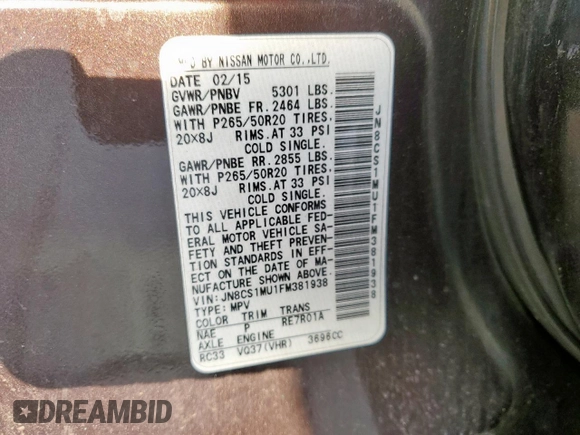 MFD BY NISSAN MOTOR CO.,LTD.
DATE 02/15
GVWR/PNBV 5301 LBS.
GAWR/PNBE FR. 2464 LBS.
WITH P265/50R20 TIRES,
20X8J RIMS. AT 33 PSI
COLD SINGLE.
GAWR/PNBE RR. 2855 LBS.
WITH P265/50R20 TIRES,
20X8J RIMS. AT 33 PSI
COLD SINGLE.
THIS VEHICLE CONFORMS
TO ALL APPLICABLE FED-
ERAL MOTOR VEHICLE SA-
FETY AND THEFT PREVEN-
TION STANDARDS IN EFF-
ECT ON THE DATE OF MA-
NUFACTURE SHOWN ABOVE.
VIN: JN8CS1MU1FM381938
TYPE: MPV
COLOR TRIM TRANS
NAE P RE7R01A
AXLE ENGINE
RC33 VQ37(VHR) 3696CC
JN8CS1MU1FM381938
DREAMBID